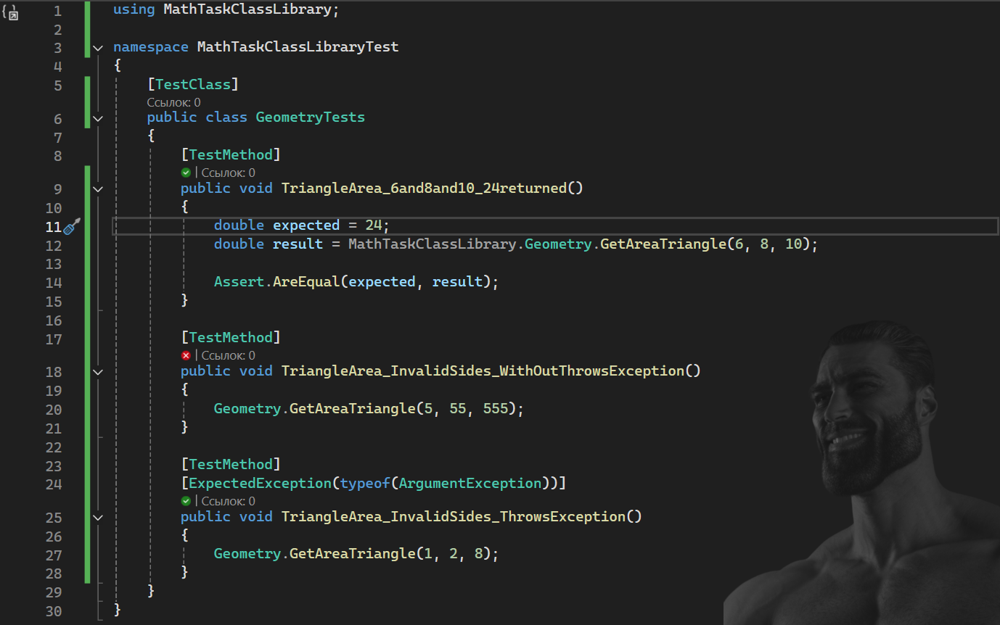 1 using MathTaskClassLibrary;
2
3 namespace MathTaskClassLibraryTest
4 {
5 [TestClass]
Ссылок: 0
6 public class GeometryTests
7 {
8 [TestMethod]
| Ссылок: 0
9 public void TriangleArea_6and8and10_24returned()
10 {
11 double expected = 24;
12 double result = MathTaskClassLibrary.Geometry.GetAreaTriangle(6, 8, 10);
13
14 Assert.AreEqual(expected, result);
15 }
16
17 [TestMethod]
| Ссылок: 0
18 public void TriangleArea_InvalidSides_WithOutThrowsException()
19 {
20 Geometry.GetAreaTriangle(5, 55, 555);
21 }
22
23 [TestMethod]
24 [ExpectedException(typeof(ArgumentException))]
| Ссылок: 0
25 public void TriangleArea_InvalidSides_ThrowsException()
26 {
27 Geometry.GetAreaTriangle(1, 2, 8);
28 }
29 }
30 }